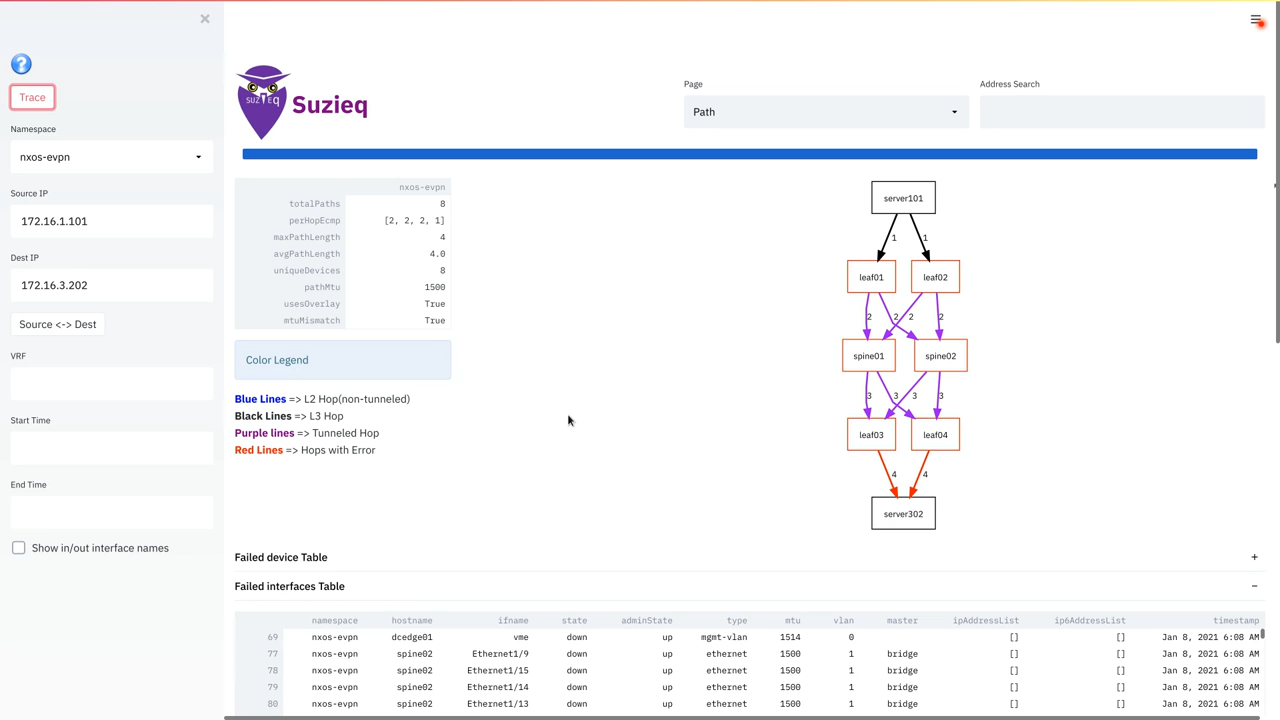 ×
Trace
Namespace
nxos-evpn
Source IP
172.16.1.101
Dest IP
172.16.3.202
Source <-> Dest
VRF
Start Time
End Time
Show in/out interface names
SUZIEQ
Suzieq
Page
Path
Address Search
nxos-evpn
totalPaths 8
perHopEcmp [2, 2, 2, 1]
maxPathLength 4
avgPathLength 4.0
uniqueDevices 8
pathMtu 1500
usesOverlay True
mtuMismatch True
Color Legend
Blue Lines => L2 Hop(non-tunneled)
Black Lines => L3 Hop
Purple lines => Tunneled Hop
Red Lines => Hops with Error
server101
1 1
leaf01 leaf02
2 2 2 2
spine01 spine02
3 3 3 3
leaf03 leaf04
4 4
server302
Failed device Table +
Failed interfaces Table −
namespace hostname ifname state adminState type mtu vlan master ipAddressList ip6AddressList timestamp
69 nxos-evpn dcedge01 vme down up mgmt-vlan 1514 0 [] [] Jan 8, 2021 6:08 AM
77 nxos-evpn spine02 Ethernet1/9 down up ethernet 1500 1 bridge [] [] Jan 8, 2021 6:08 AM
78 nxos-evpn spine02 Ethernet1/15 down up ethernet 1500 1 bridge [] [] Jan 8, 2021 6:08 AM
79 nxos-evpn spine02 Ethernet1/14 down up ethernet 1500 1 bridge [] [] Jan 8, 2021 6:08 AM
80 nxos-evpn spine02 Ethernet1/13 down up ethernet 1500 1 bridge [] [] Jan 8, 2021 6:08 AM